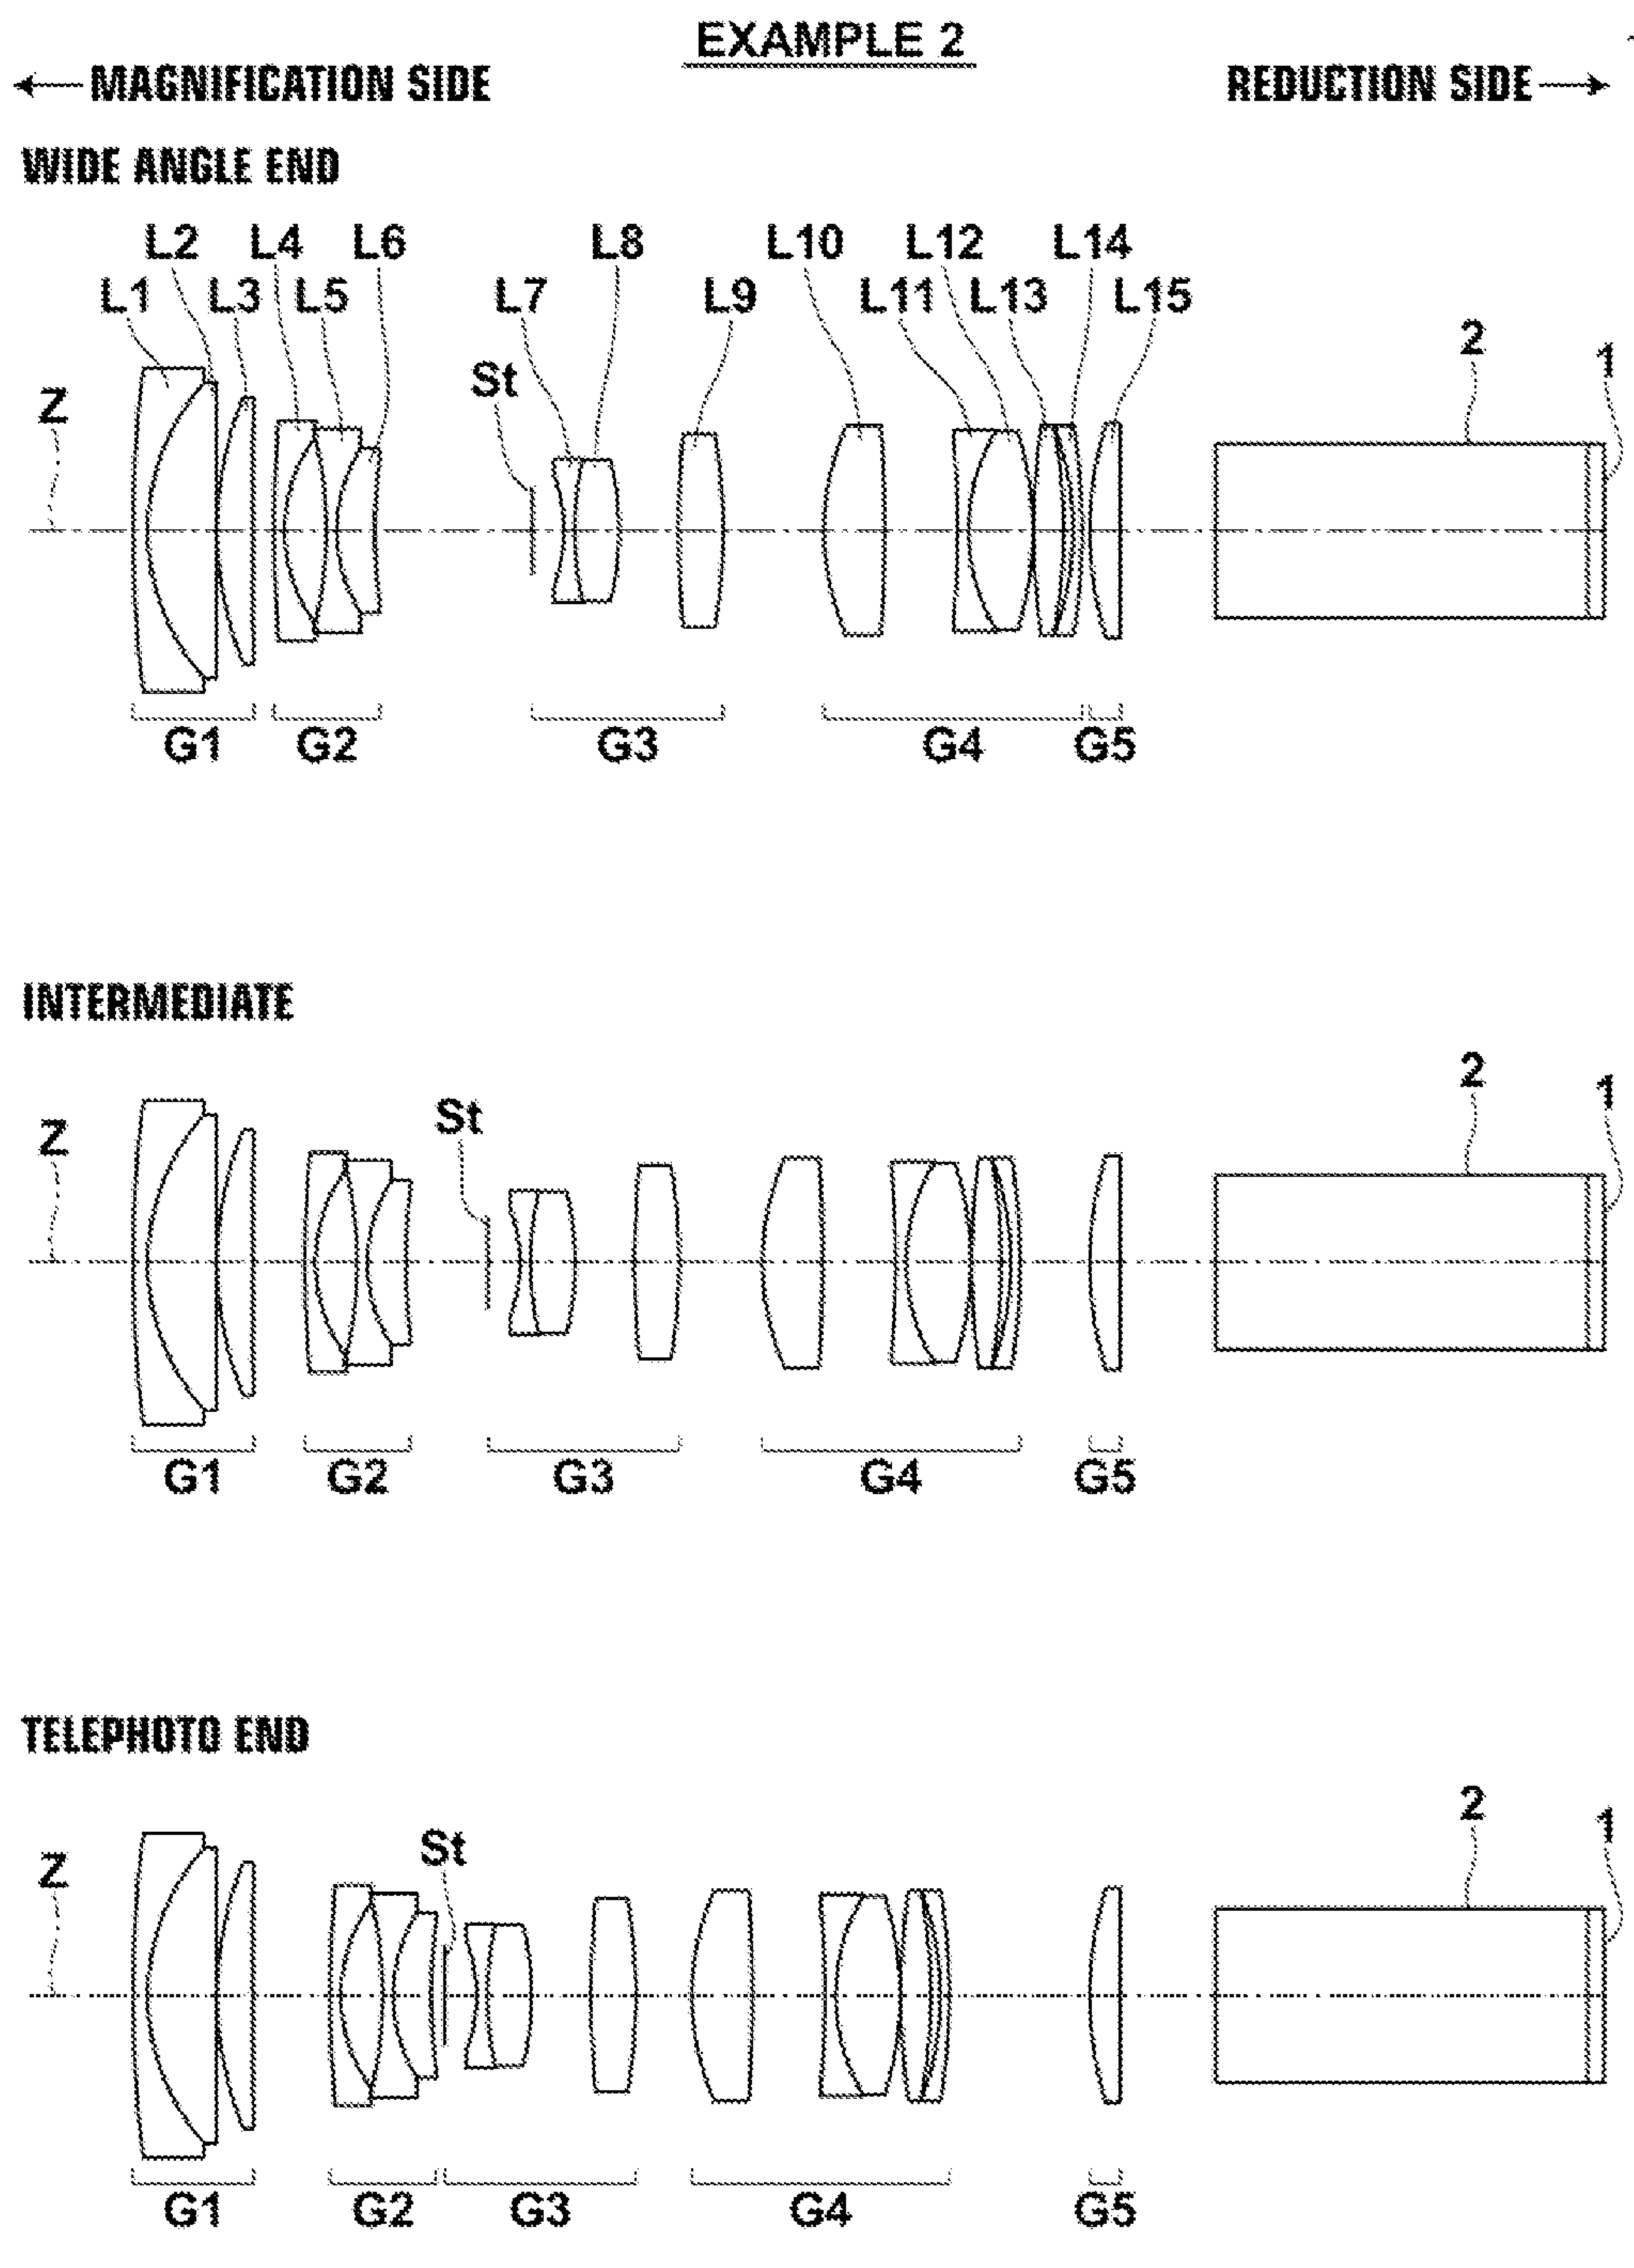 EXAMPLE 2
MAGNIFICATION SIDE REDUCTION SIDE
WIDE ANGLE END
L2 L4 L6 L8 L10 L12 L14
L1 L3 L5 L7 L9 L11 L13 L15
2
1
St
Z
G1 G2 G3 G4 G5
INTERMEDIATE
2
1
St
Z
G1 G2 G3 G4 G5
TELEPHOTO END
2
1
St
Z
G1 G2 G3 G4 G5